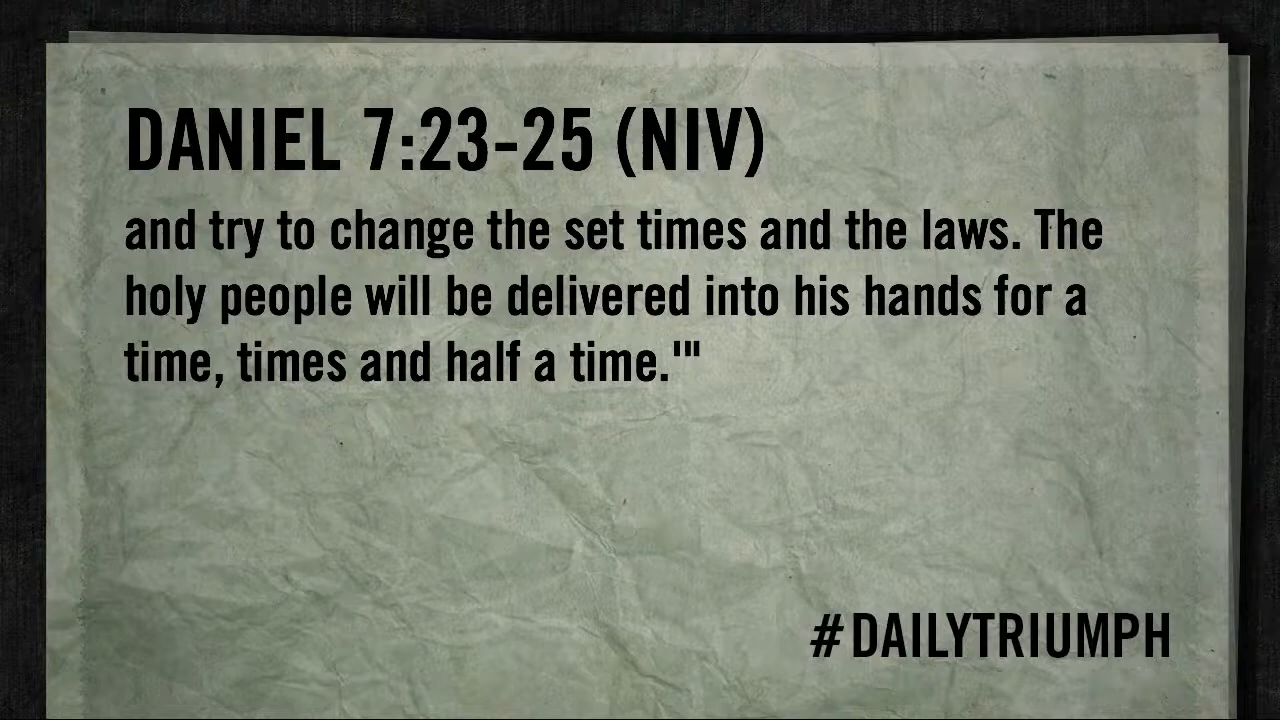 DANIEL 7:23-25 (NIV)
and try to change the set times and the laws. The
holy people will be delivered into his hands for a
time, times and half a time.'"
#DAILYTRIUMPH